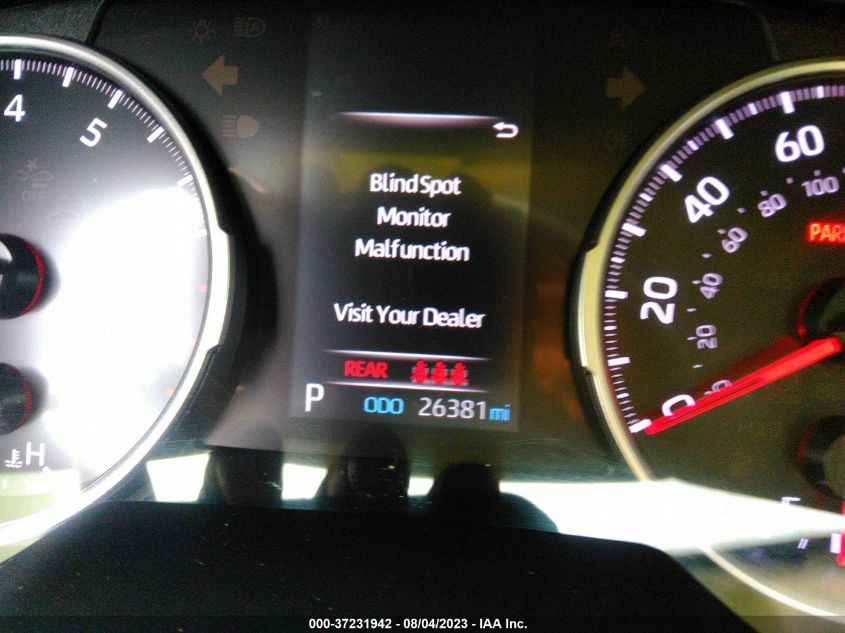 4
5
H
Blind Spot
Monitor
Malfunction
Visit Your Dealer
REAR
P ODO 26381 mi
60
40
20
0
100
80
60
40
20
000-37231942 - 08/04/2023 - IAA Inc.